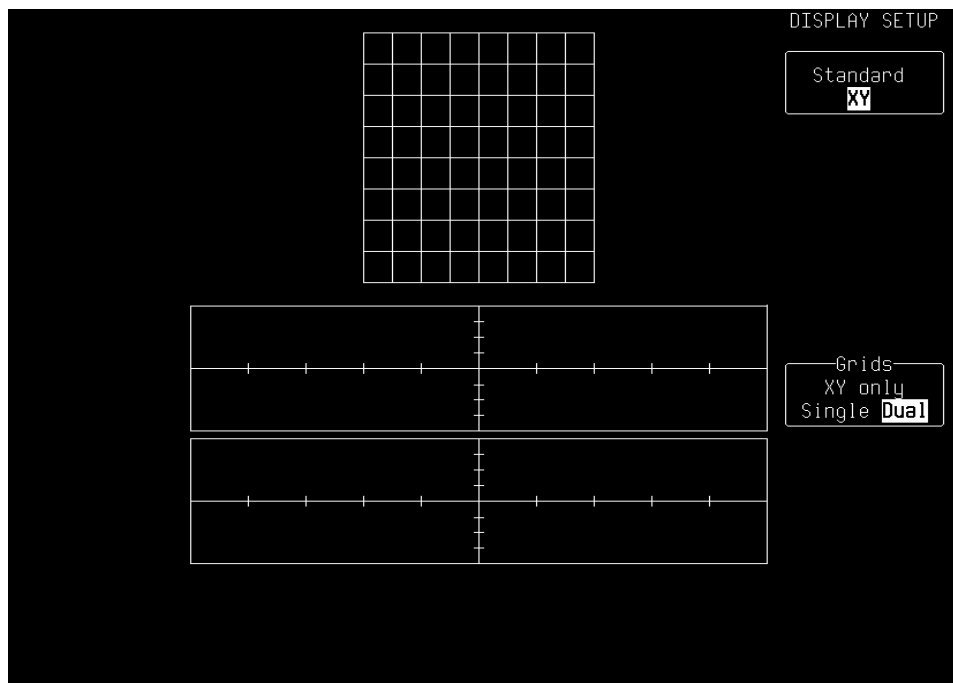 DISPLAY SETUP
Standard
XY
Grids
XY only
Single Dual